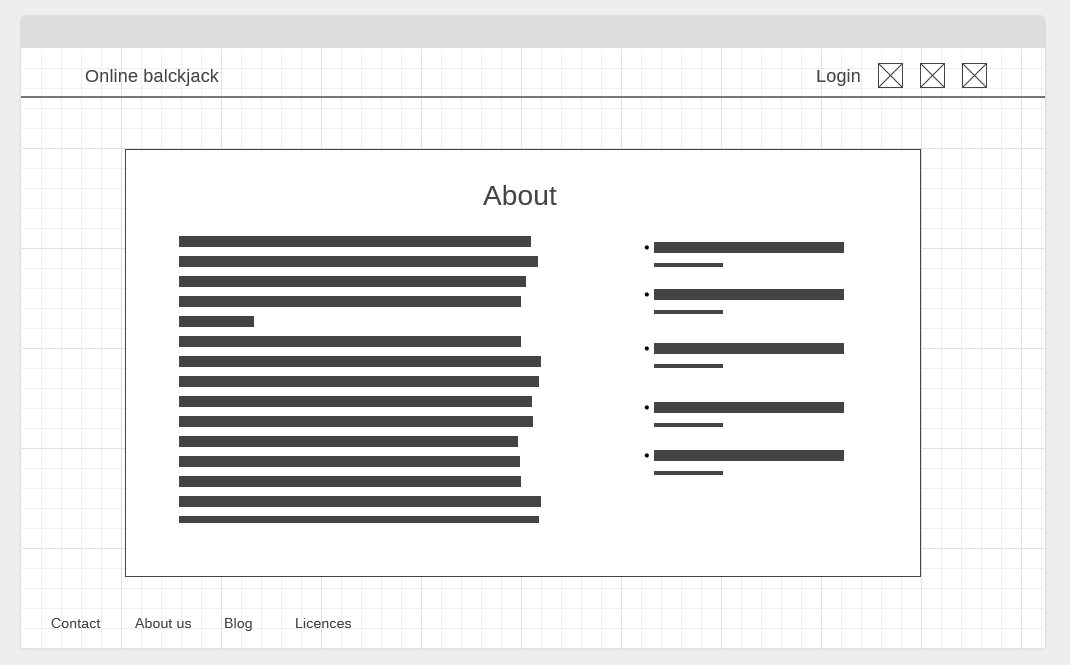 Online balckjack
Login
About
Contact
About us
Blog
Licences